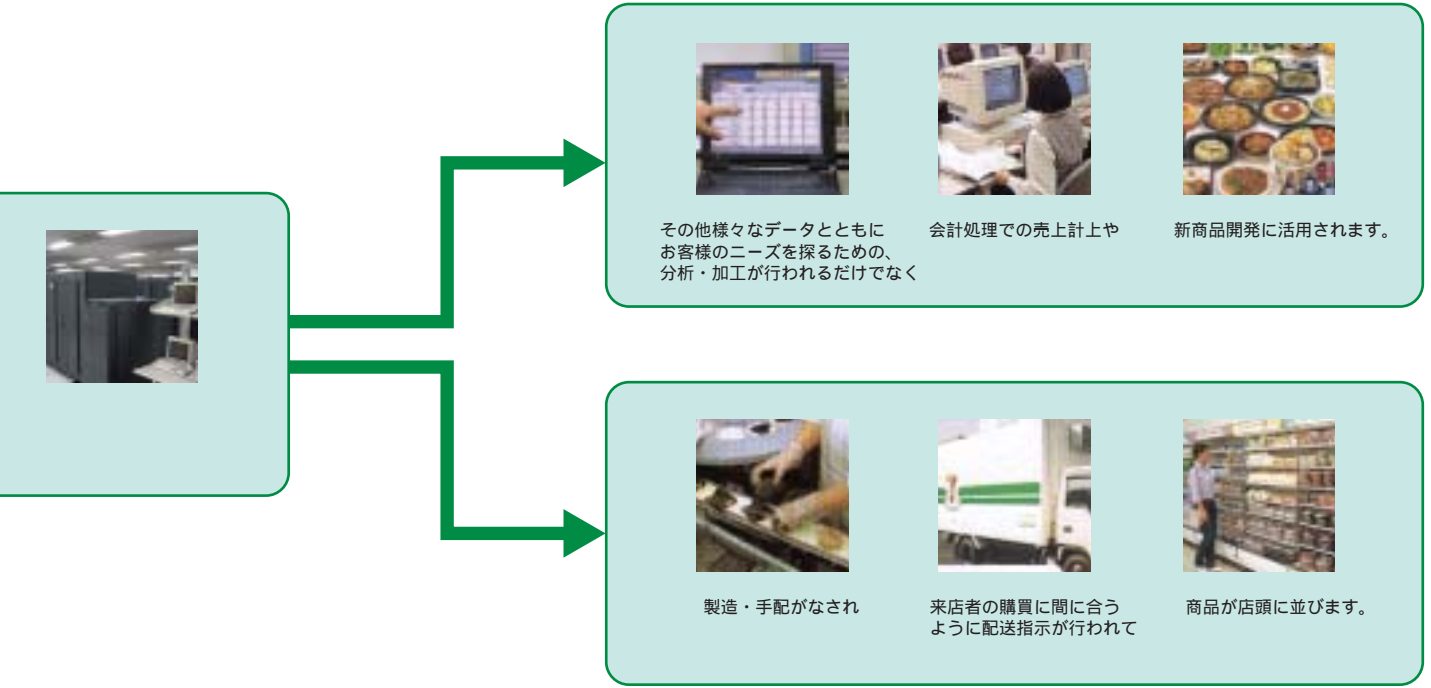 その他様々なデータとともに
お客様のニーズを探るための、
分析・加工が行われるだけでなく
会計処理での売上計上や
新商品開発に活用されます。
製造・手配がなされ
来店者の購買に間に合う
ように配送指示が行われて
商品が店頭に並びます。